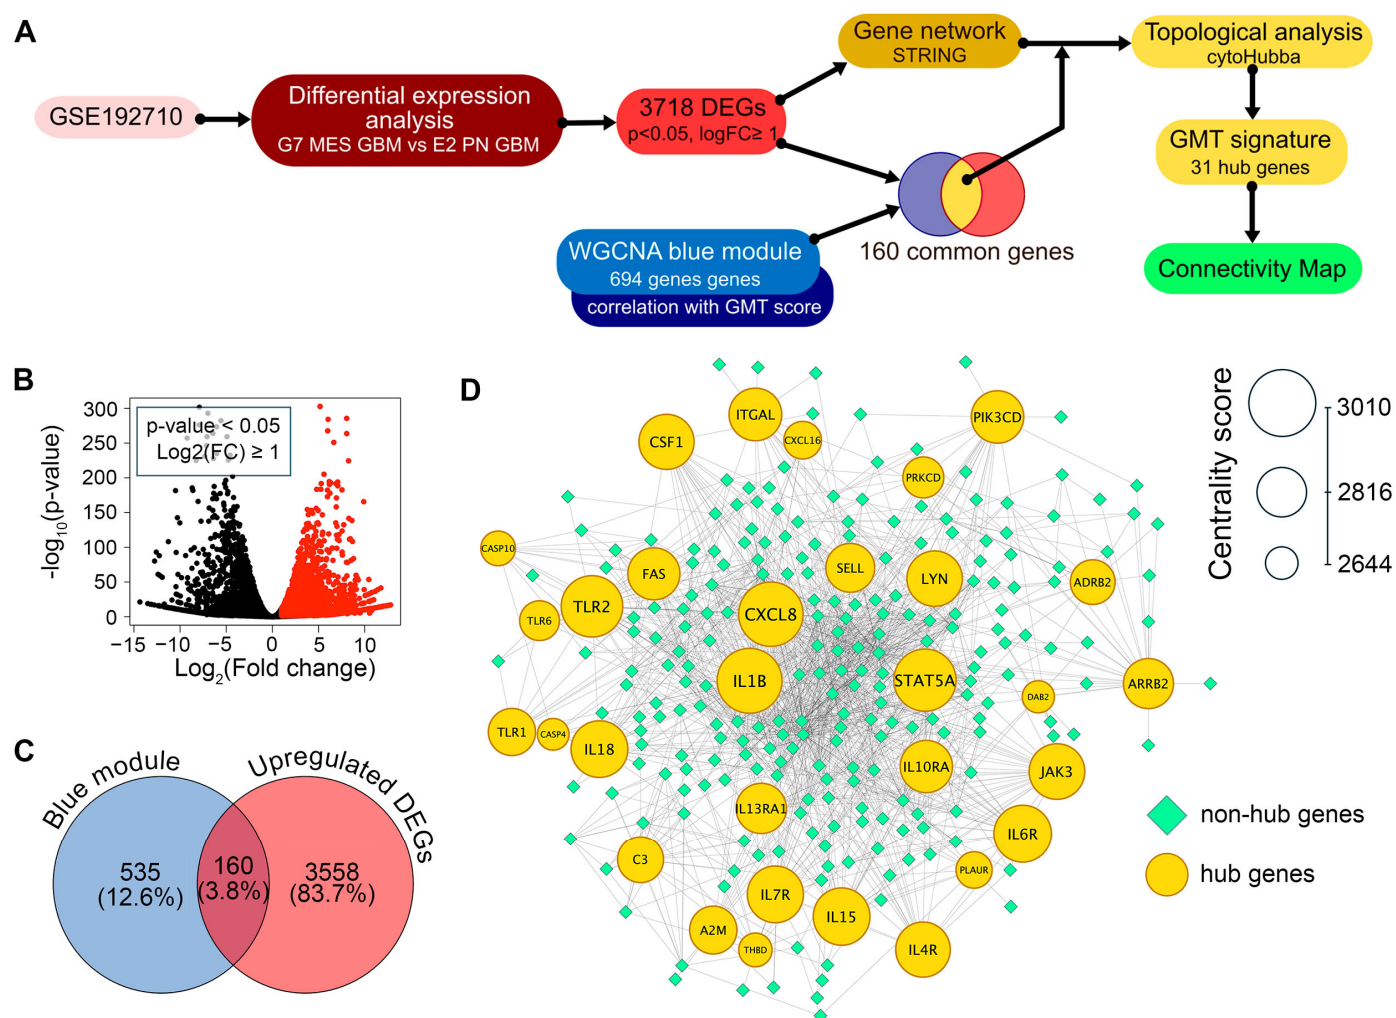 A
GSE192710
Differential expression
analysis
G7 MES GBM vs E2 PN GBM
3718 DEGs
p<0.05, logFC≥ 1
Gene network
STRING
Topological analysis
cytoHubba
GMT signature
31 hub genes
Connectivity Map
WGCNA blue module
694 genes genes
correlation with GMT score
160 common genes
B
p-value < 0.05
Log2(FC) ≥ 1
-log10(p-value)
300
250
200
150
100
50
0
−15 −10 −5 0 5 10
Log2(Fold change)
C
Blue module
Upregulated DEGs
535
(12.6%)
160
(3.8%)
3558
(83.7%)
D
ITGAL
PIK3CD
CSF1
CXCL16
PRKCD
CASP10
FAS
SELL
LYN
ADRB2
TLR2
CXCL8
TLR6
IL1B
STAT5A
ARRB2
DAB2
TLR1
CASP4
IL18
IL10RA
JAK3
IL13RA1
IL6R
C3
PLAUR
IL7R
IL15
A2M
THBD
IL4R
Centrality score
3010
2816
2644
non-hub genes
hub genes